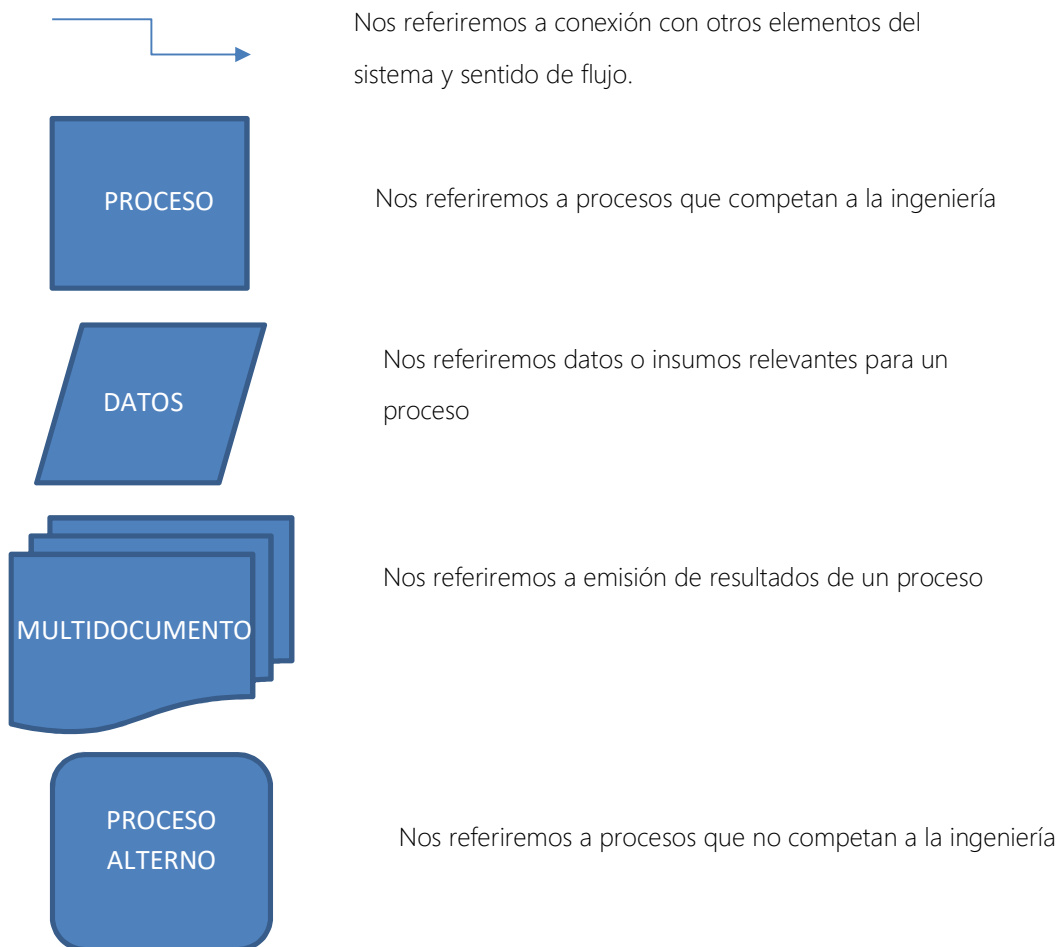 Nos referiremos a conexión con otros elementos del
sistema y sentido de flujo.
PROCESO
Nos referiremos a procesos que competan a la ingeniería
DATOS
Nos referiremos datos o insumos relevantes para un
proceso
MULTIDOCUMENTO
Nos referiremos a emisión de resultados de un proceso
PROCESO
ALTERNO
Nos referiremos a procesos que no competan a la ingeniería